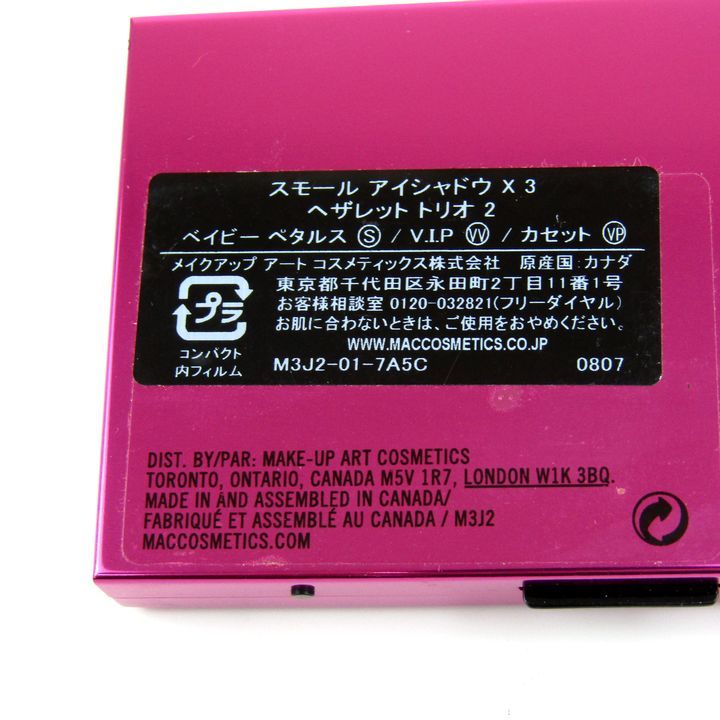 スモール アイシャドウ X 3
ヘザレット トリオ 2
ベイビー ペタルス Ⓢ / V.I.P VV / カセット VP
メイクアップ アート コスメティックス株式会社 原産国:カナダ
東京都千代田区永田町2丁目11番1号
お客様相談室 0120-032821(フリーダイヤル)
お肌に合わないときは、ご使用をおやめください。
WWW.MACCOSMETICS.CO.JP
プラ
コンパクト
内フィルム
M3J2-01-7A5C 0807
DIST. BY/PAR: MAKE-UP ART COSMETICS
TORONTO, ONTARIO, CANADA M5V 1R7, LONDON W1K 3BQ.
MADE IN AND ASSEMBLED IN CANADA/
FABRIQUÉ ET ASSEMBLÉ AU CANADA / M3J2
MACCOSMETICS.COM